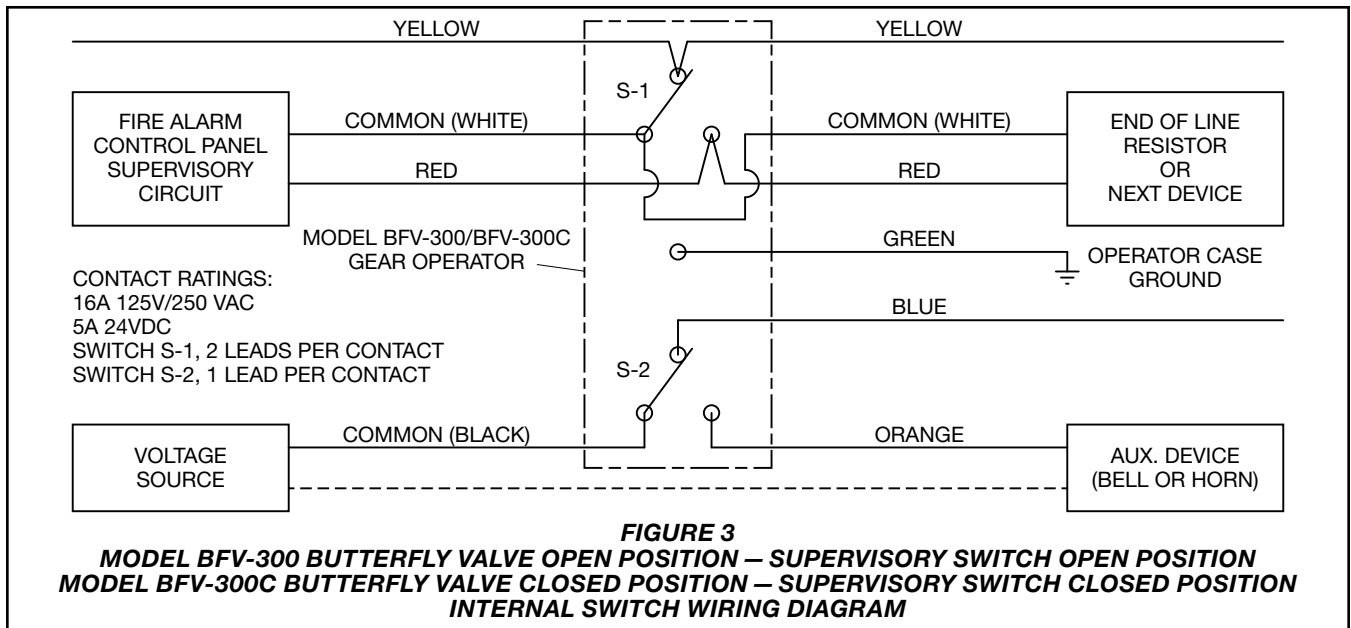 YELLOW
YELLOW
S-1
FIRE ALARM
CONTROL PANEL
SUPERVISORY
CIRCUIT
COMMON (WHITE)
COMMON (WHITE)
END OF LINE
RESISTOR
OR
NEXT DEVICE
RED
RED
MODEL BFV-300/BFV-300C
GEAR OPERATOR
GREEN
OPERATOR CASE
GROUND
CONTACT RATINGS:
16A 125V/250 VAC
5A 24VDC
SWITCH S-1, 2 LEADS PER CONTACT
SWITCH S-2, 1 LEAD PER CONTACT
BLUE
S-2
VOLTAGE
SOURCE
COMMON (BLACK)
ORANGE
AUX. DEVICE
(BELL OR HORN)
FIGURE 3
MODEL BFV-300 BUTTERFLY VALVE OPEN POSITION — SUPERVISORY SWITCH OPEN POSITION
MODEL BFV-300C BUTTERFLY VALVE CLOSED POSITION — SUPERVISORY SWITCH CLOSED POSITION
INTERNAL SWITCH WIRING DIAGRAM